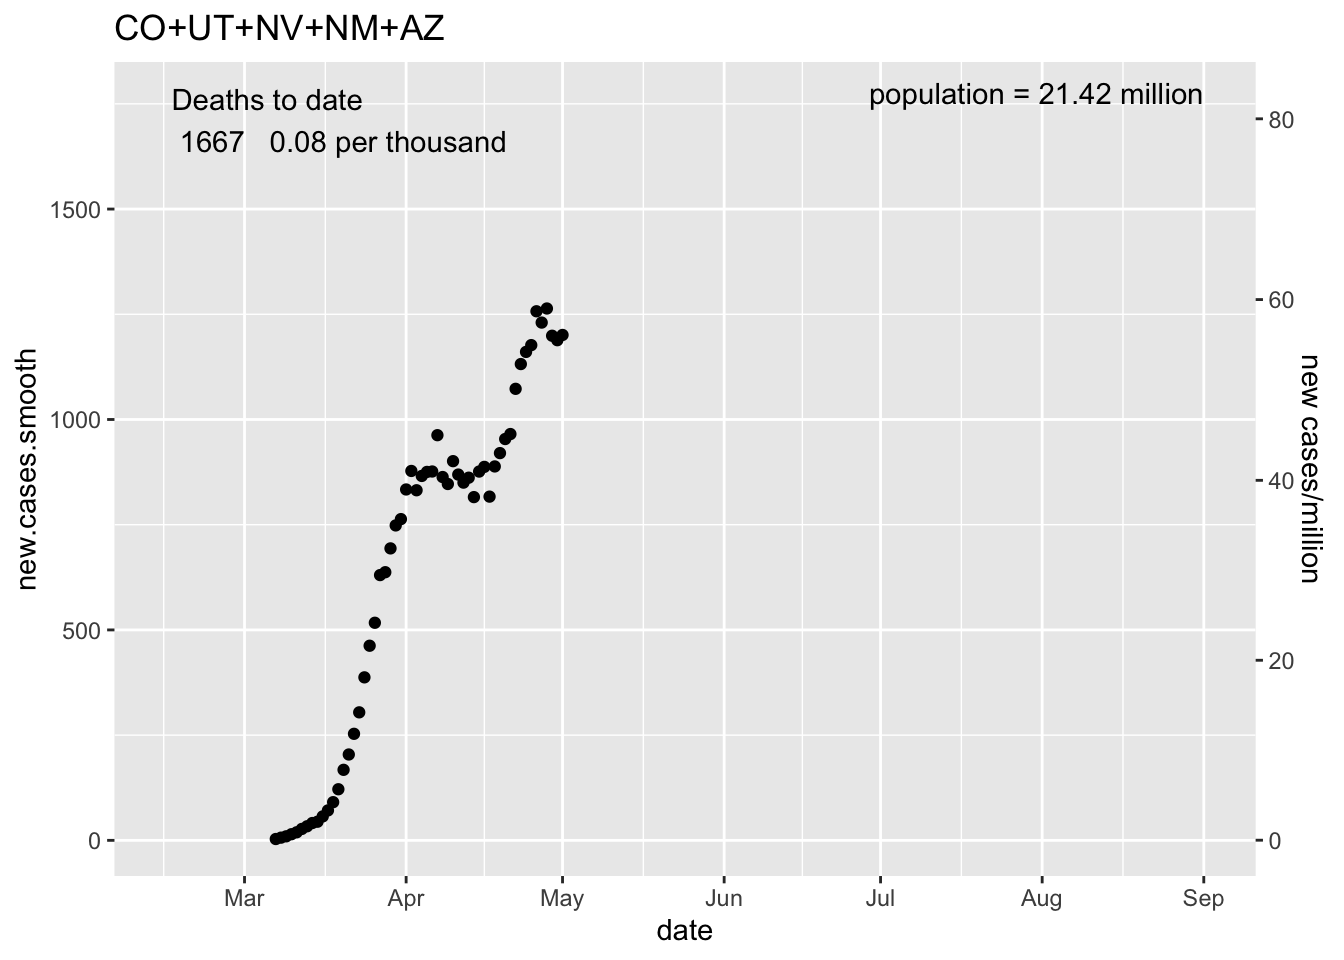 CO+UT+NV+NM+AZ
Deaths to date
1667 0.08 per thousand
population = 21.42 million
new.cases.smooth
1500
1000
500
0
80
60
40
20
0
new cases/million
Mar Apr May Jun Jul Aug Sep
date